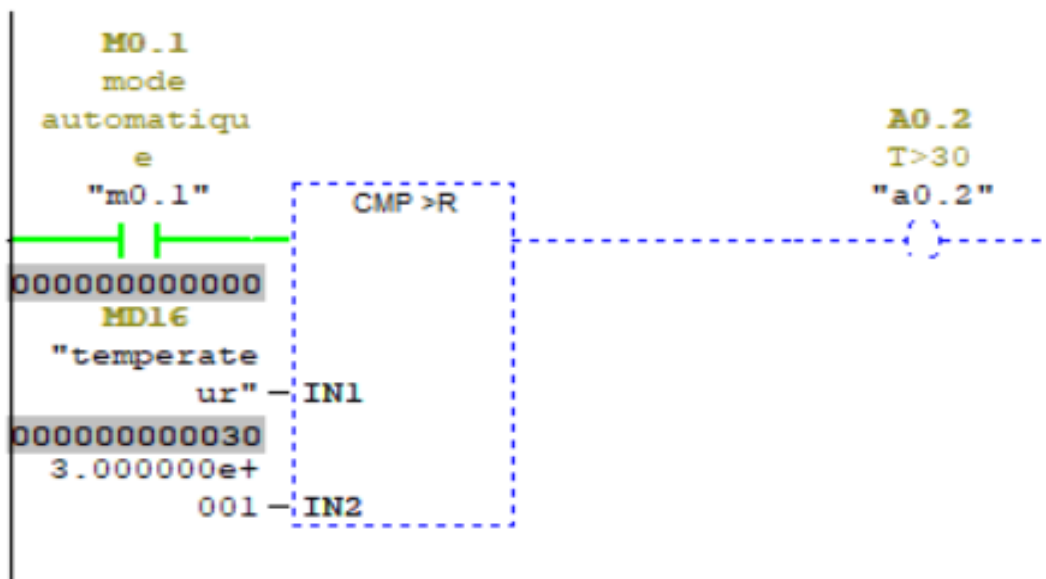 M0.1
mode
automatiqu
e
"m0.1"
CMP >R
A0.2
T>30
"a0.2"
000000000000
MD16
"temperate
ur"
IN1
000000000030
3.000000e+
001
IN2